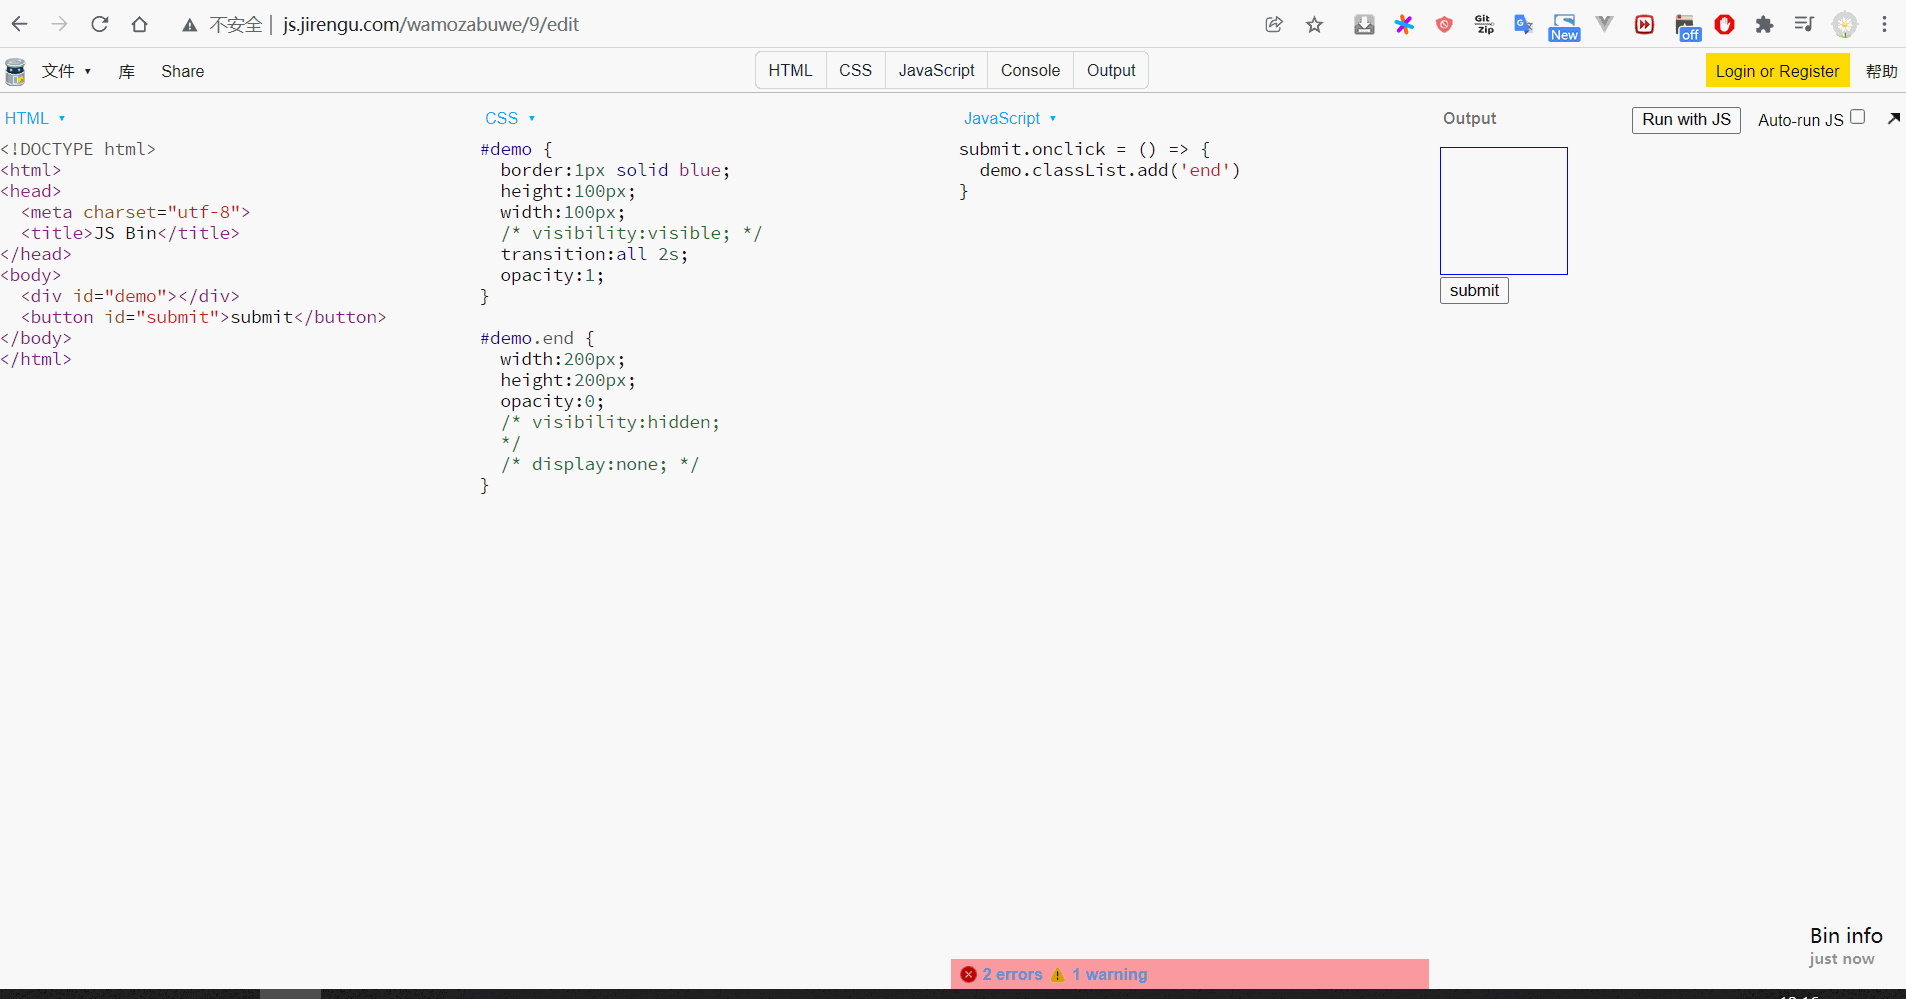 不安全 | js.jirengu.com/wamozabuwe/9/edit
Git Zip
New
off
文件 ▾ 库 Share
HTML CSS JavaScript Console Output
Login or Register 帮助
HTML ▾
<!DOCTYPE html>
<html>
<head>
  <meta charset="utf-8">
  <title>JS Bin</title>
</head>
<body>
  <div id="demo"></div>
  <button id="submit">submit</button>
</body>
</html>
CSS ▾
#demo {
  border:1px solid blue;
  height:100px;
  width:100px;
  /* visibility:visible; */
  transition:all 2s;
  opacity:1;
}
#demo.end {
  width:200px;
  height:200px;
  opacity:0;
  /* visibility:hidden;
  */
  /* display:none; */
}
JavaScript ▾
submit.onclick = () => {
  demo.classList.add('end')
}
2 errors 1 warning
Output Run with JS Auto-run JS
submit
Bin info
just now